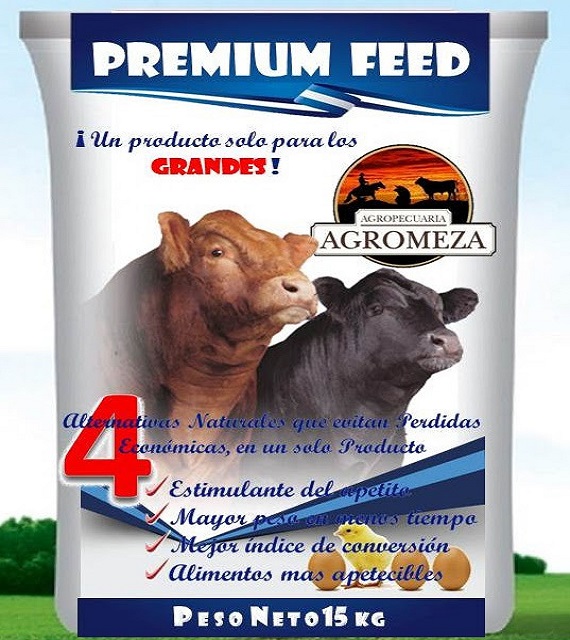 PREMIUM FEED
¡Un producto solo para los
GRANDES!
AGROPECUARIA
AGROMEZA
4
Alternativas Naturales que evitan Perdidas
Económicas, en un solo Producto
Estimulante del apetito
Mayor peso en menos tiempo
Mejor índice de conversión
Alimentos mas apetecibles
PESO NETO 15 KG